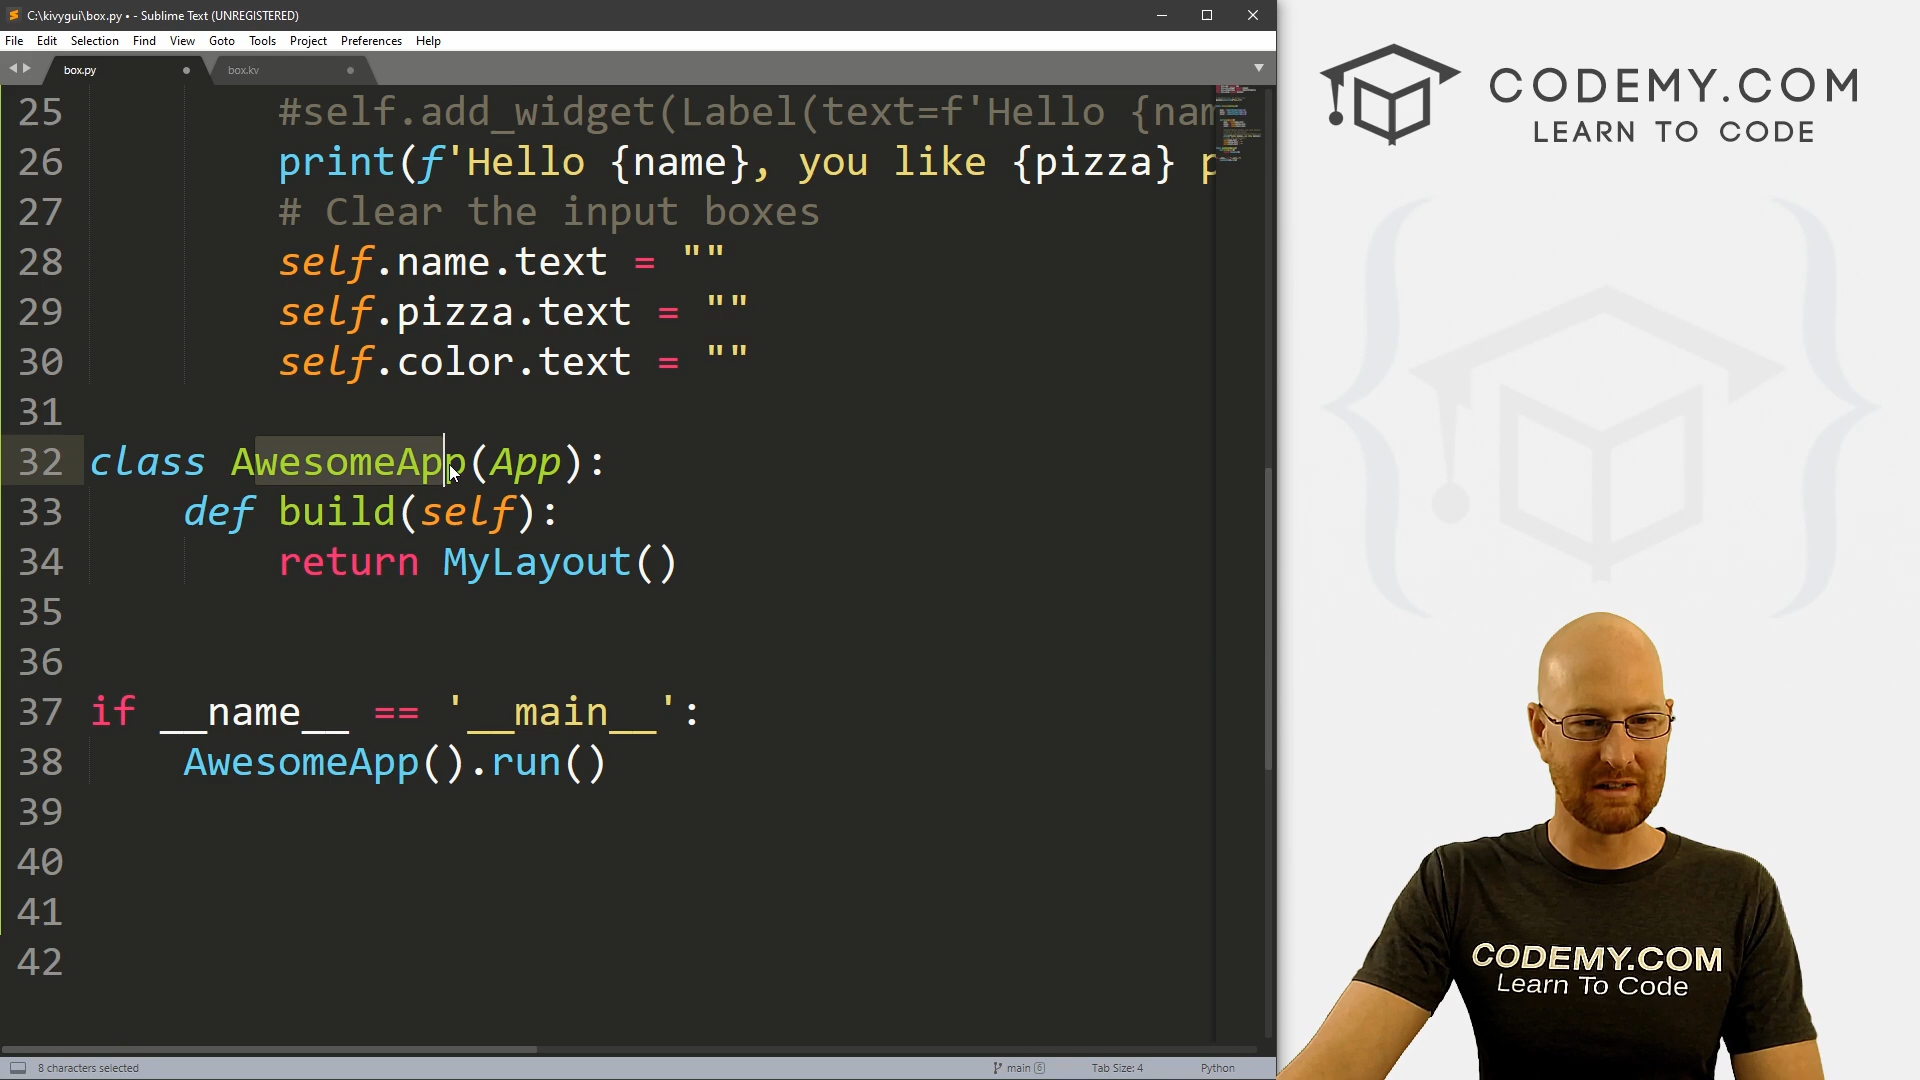 C:\kivygui\box.py • - Sublime Text (UNREGISTERED)
File Edit Selection Find View Goto Tools Project Preferences Help
box.py box.kv
25 #self.add_widget(Label(text=f'Hello {nam
26 print(f'Hello {name}, you like {pizza} p
27 # Clear the input boxes
28 self.name.text = ""
29 self.pizza.text = ""
30 self.color.text = ""
31
32 class AwesomeApp(App):
33 def build(self):
34 return MyLayout()
35
36
37 if __name__ == '__main__':
38 AwesomeApp().run()
39
40
41
42
8 characters selected main 6 Tab Size: 4 Python
CODEMY.COM
LEARN TO CODE
CODEMY.COM
Learn To Code